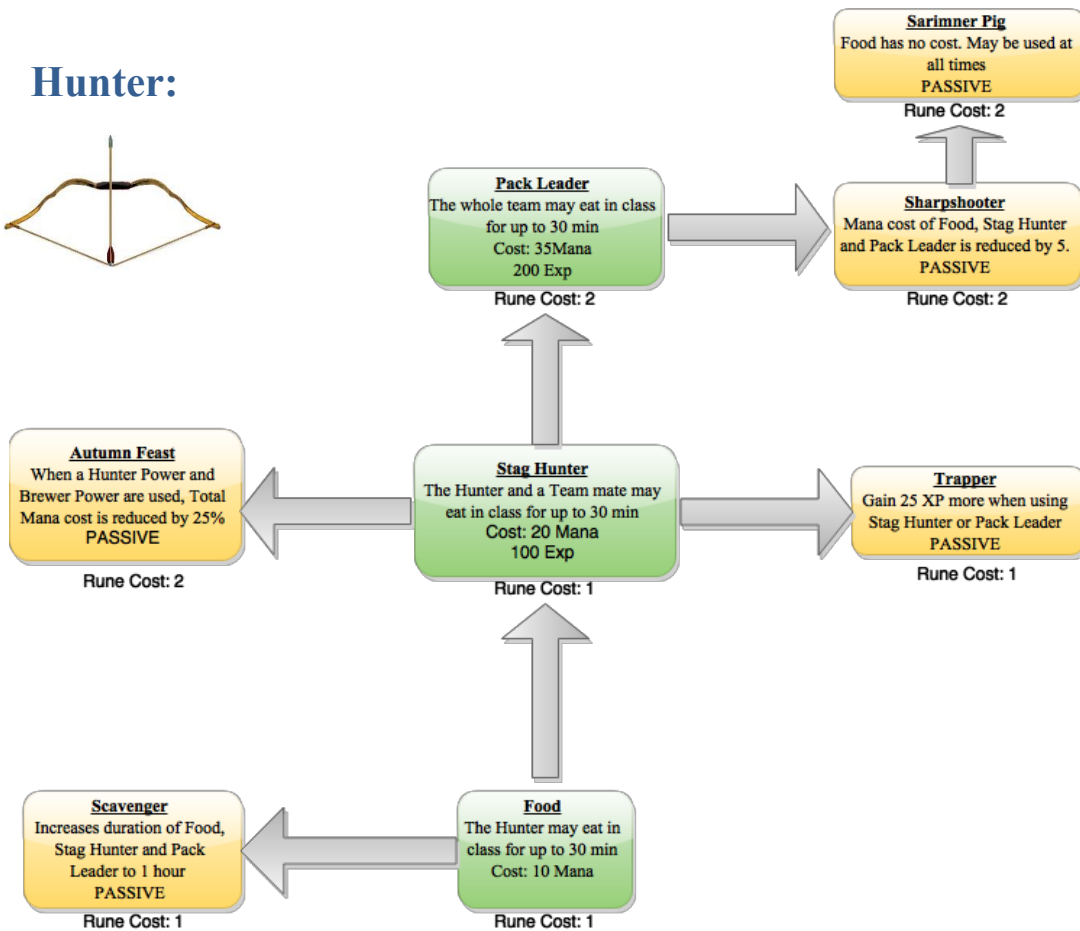 Hunter:
Sarimner Pig
Food has no cost. May be used at
all times
PASSIVE
Rune Cost: 2
Pack Leader
The whole team may eat in class
for up to 30 min
Cost: 35Mana
200 Exp
Rune Cost: 2
Sharpshooter
Mana cost of Food, Stag Hunter
and Pack Leader is reduced by 5.
PASSIVE
Rune Cost: 2
Autumn Feast
When a Hunter Power and
Brewer Power are used, Total
Mana cost is reduced by 25%
PASSIVE
Rune Cost: 2
Stag Hunter
The Hunter and a Team mate may
eat in class for up to 30 min
Cost: 20 Mana
100 Exp
Rune Cost: 1
Trapper
Gain 25 XP more when using
Stag Hunter or Pack Leader
PASSIVE
Rune Cost: 1
Scavenger
Increases duration of Food,
Stag Hunter and Pack
Leader to 1 hour
PASSIVE
Rune Cost: 1
Food
The Hunter may eat in
class for up to 30 min
Cost: 10 Mana
Rune Cost: 1